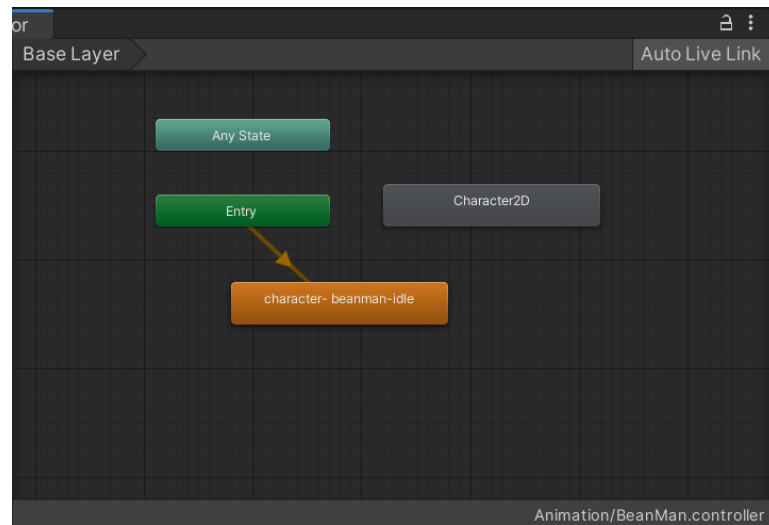 or
Base Layer
Auto Live Link
Any State
Character2D
Entry
character- beanman-idle
Animation/BeanMan.controller